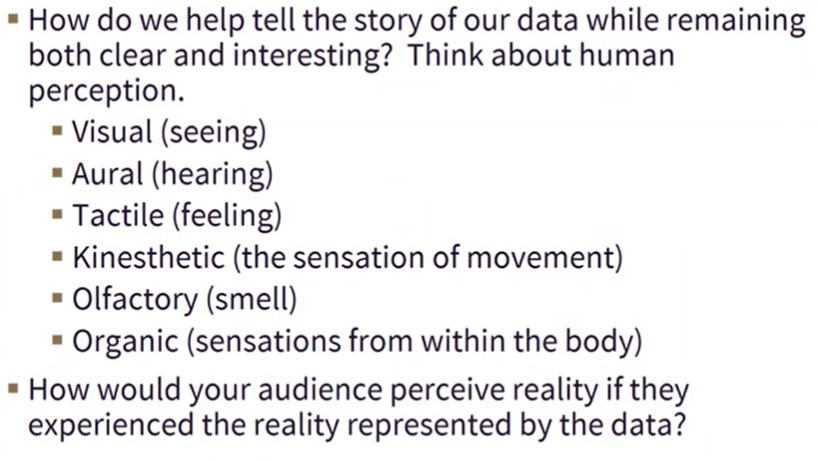 ▪ How do we help tell the story of our data while remaining
both clear and interesting? Think about human
perception.
▪ Visual (seeing)
▪ Aural (hearing)
▪ Tactile (feeling)
▪ Kinesthetic (the sensation of movement)
▪ Olfactory (smell)
▪ Organic (sensations from within the body)
▪ How would your audience perceive reality if they
experienced the reality represented by the data?